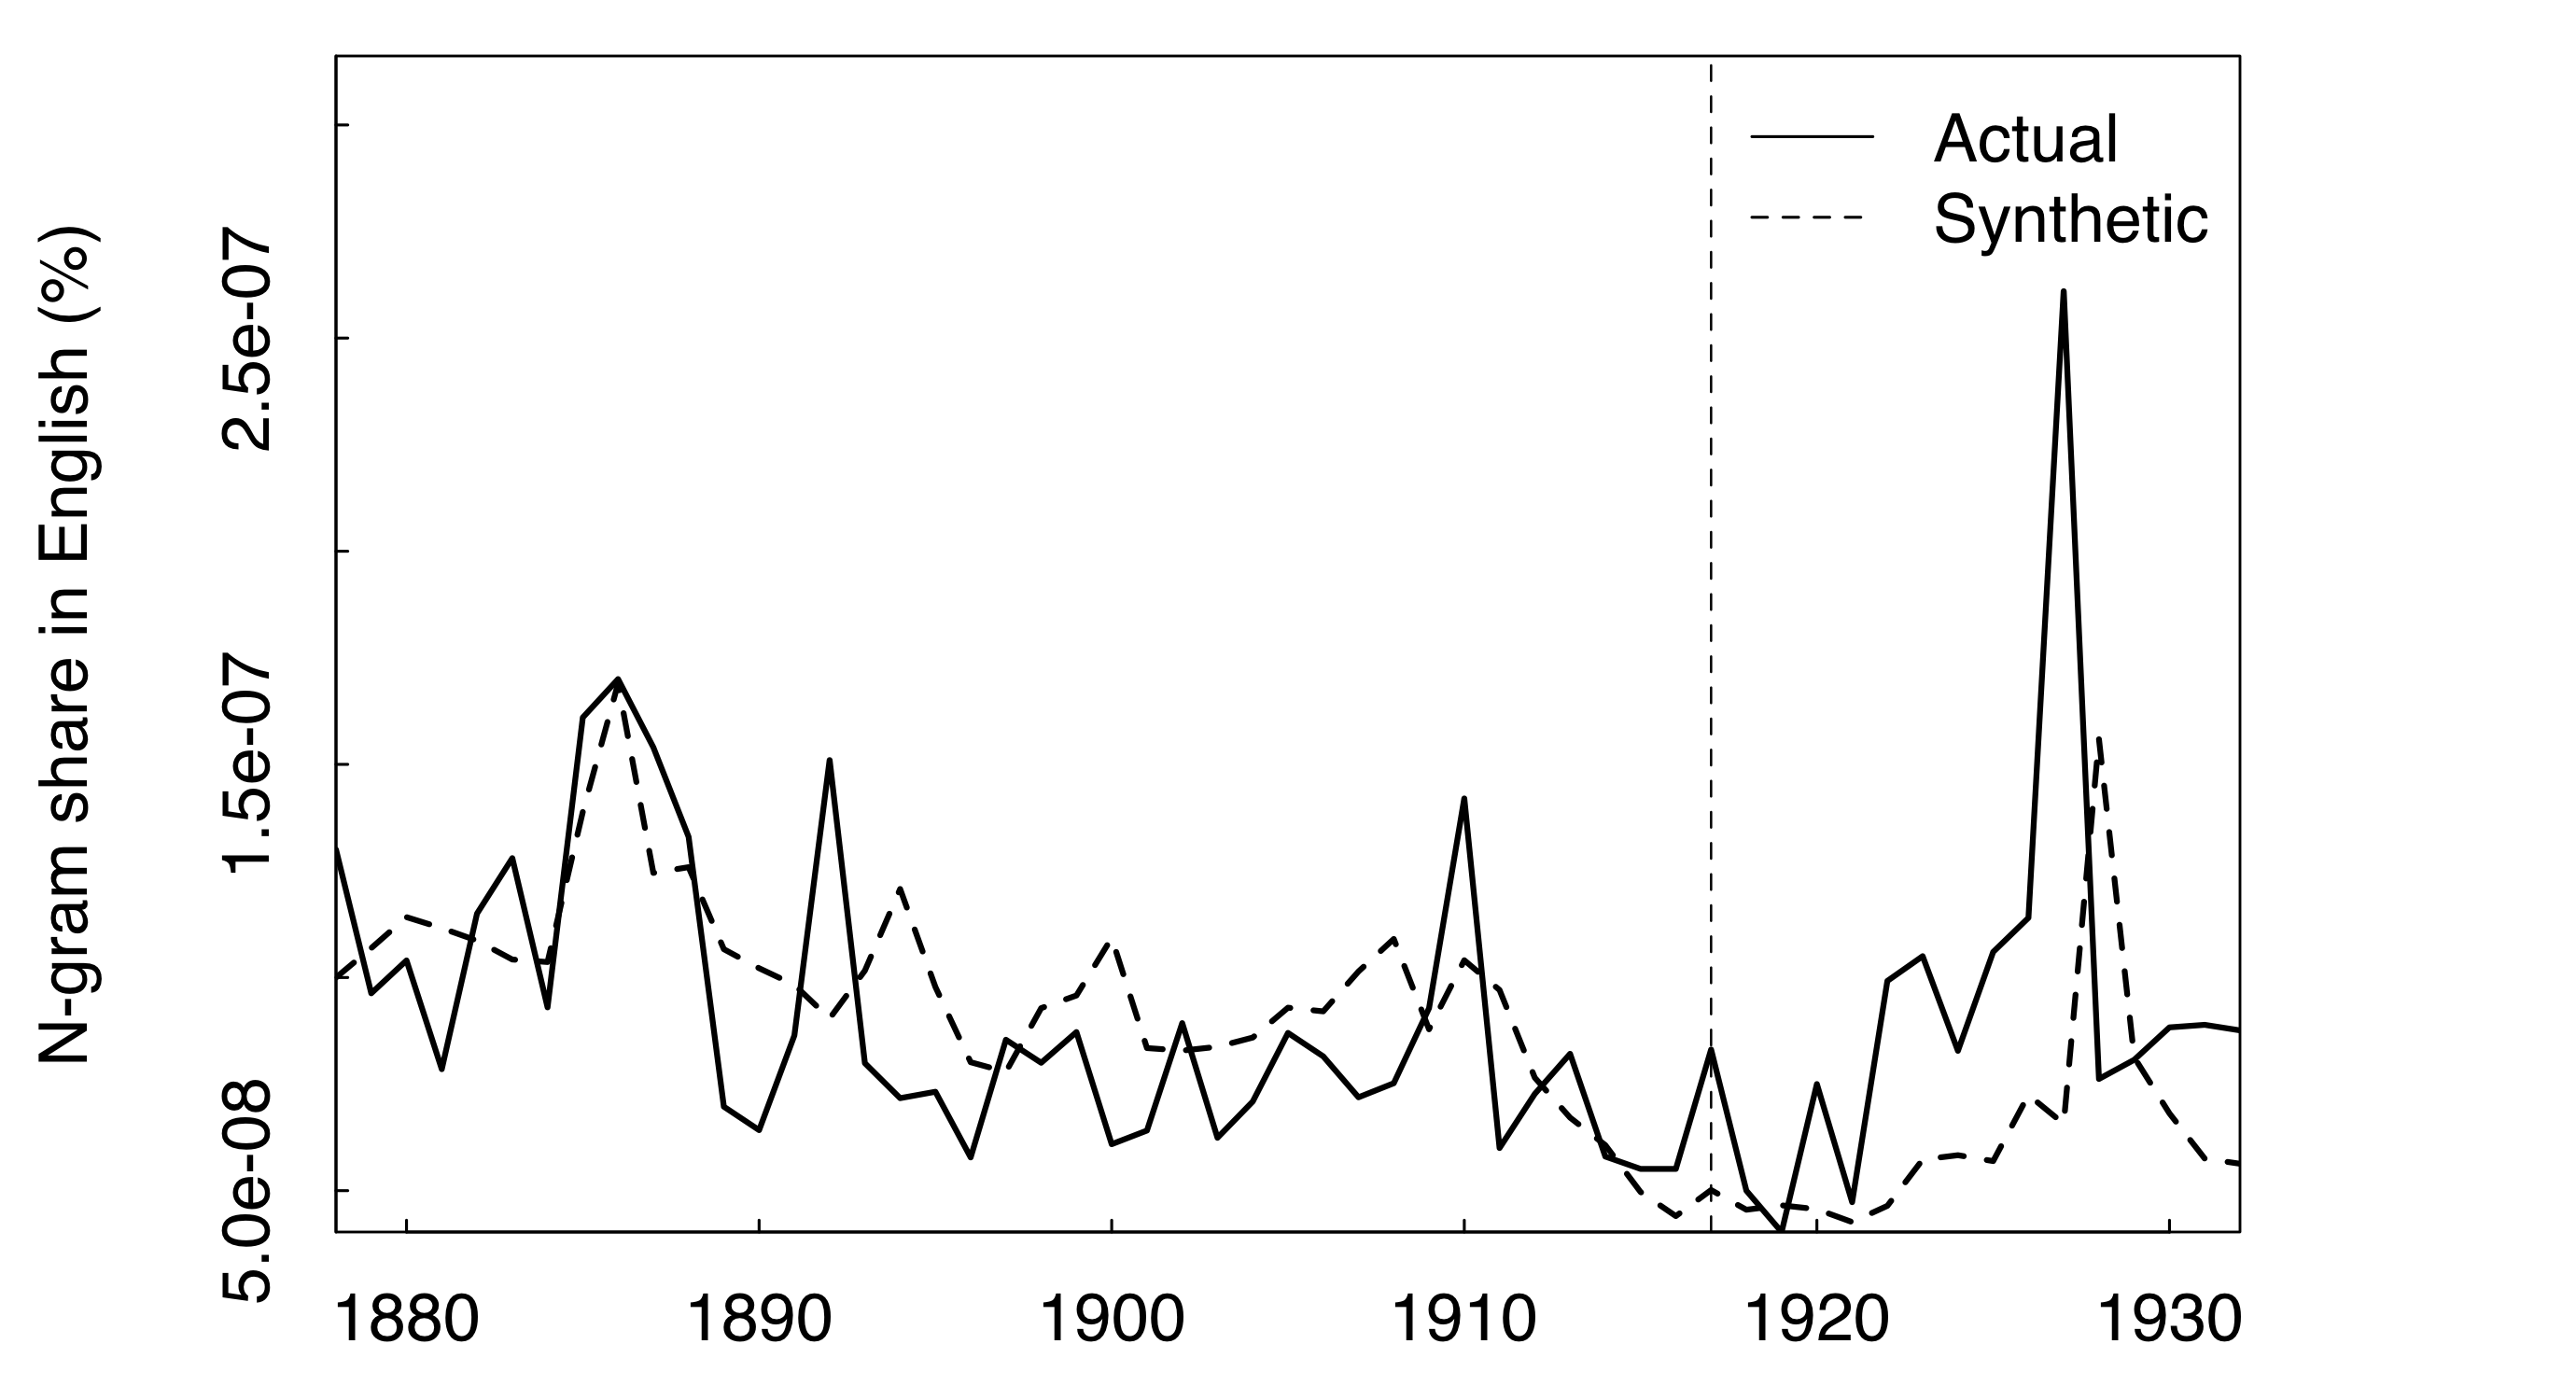 N-gram share in English (%)
2.5e-07
1.5e-07
5.0e-08
Actual
Synthetic
1880 1890 1900 1910 1920 1930